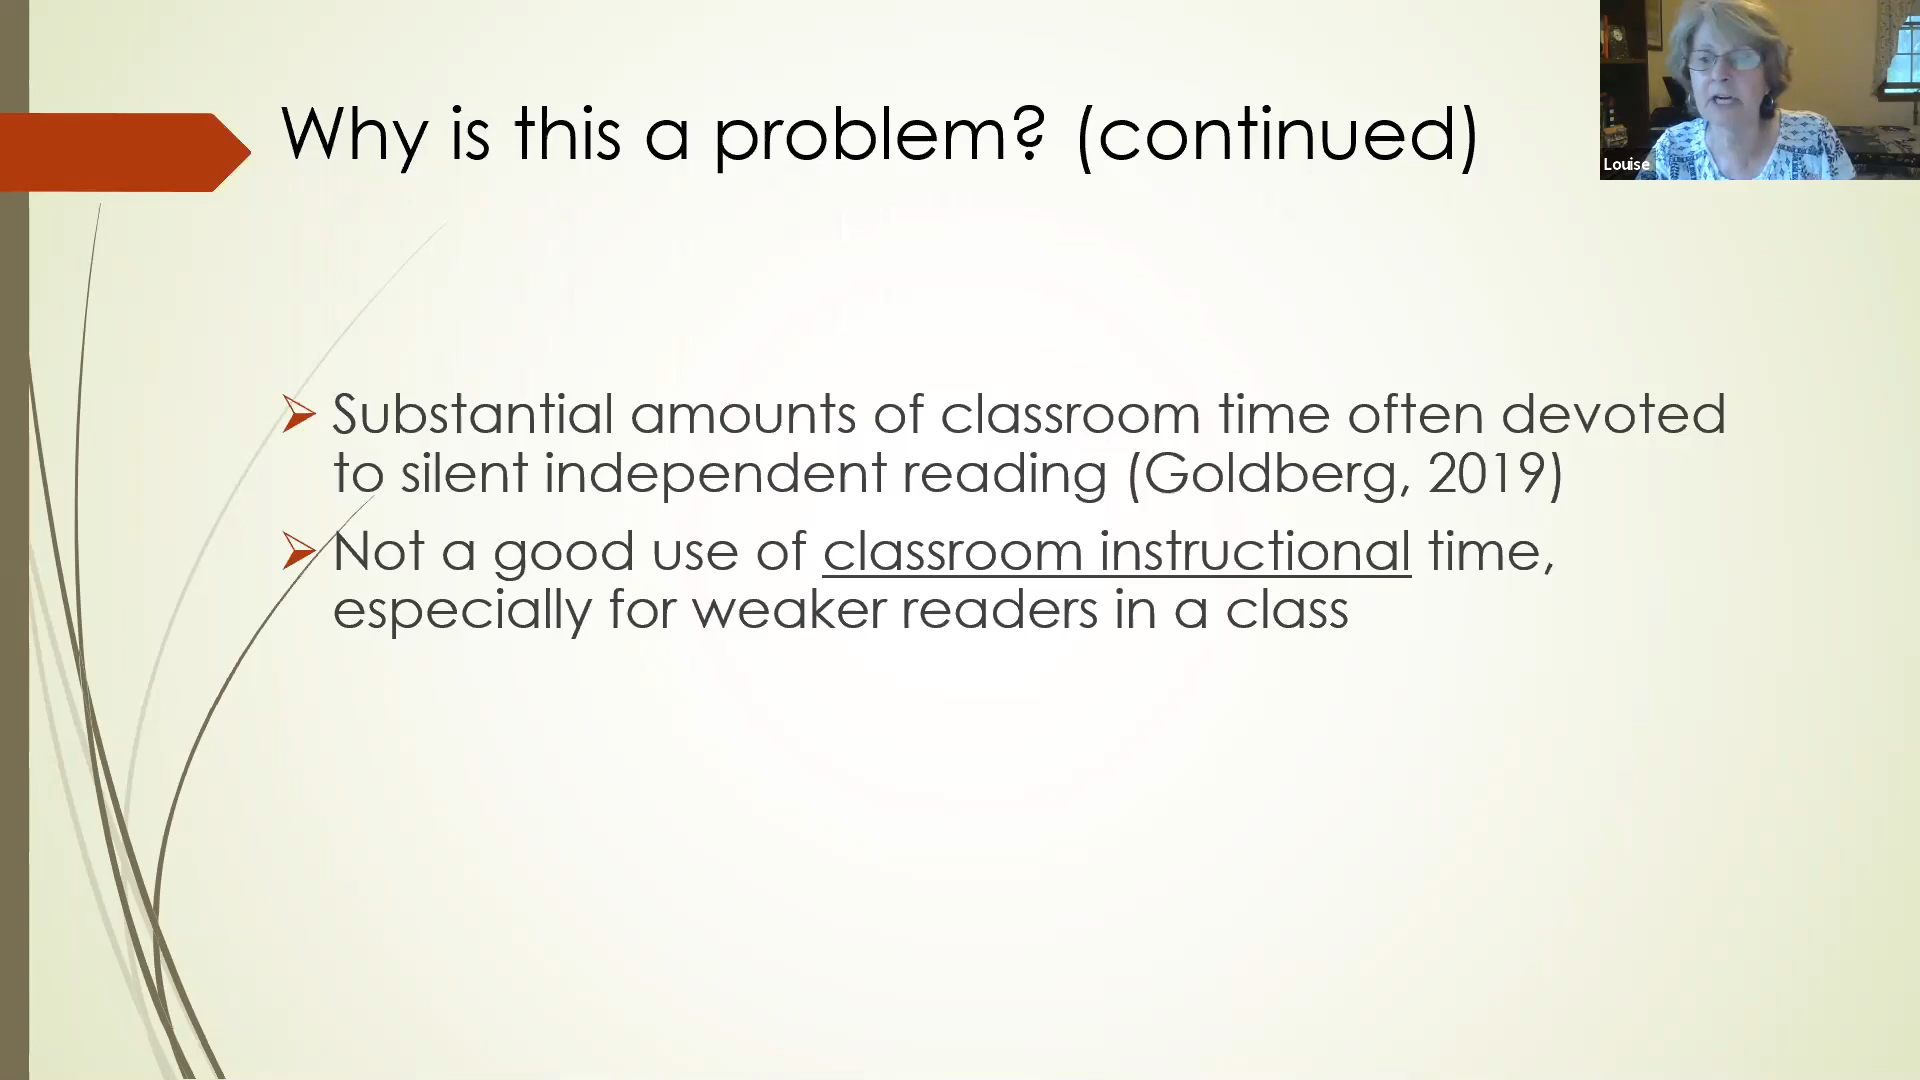 Why is this a problem? (continued)
Louise
Substantial amounts of classroom time often devoted
to silent independent reading (Goldberg, 2019)
Not a good use of classroom instructional time,
especially for weaker readers in a class